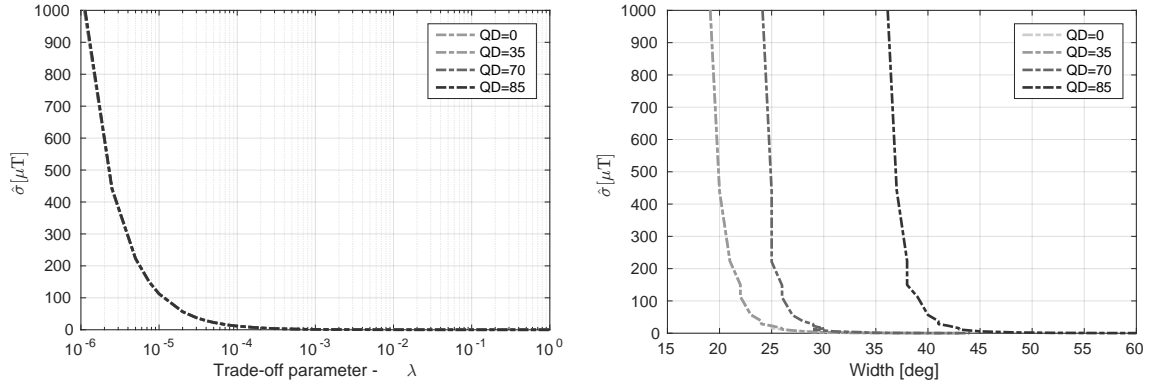 1000
900
800
700
600
500
400
300
200
100
0
σ̂ [μT]
QD=0
QD=35
QD=70
QD=85
10⁻⁶ 10⁻⁵ 10⁻⁴ 10⁻³ 10⁻² 10⁻¹ 10⁰
Trade-off parameter - λ
1000
900
800
700
600
500
400
300
200
100
0
σ̂ [μT]
QD=0
QD=35
QD=70
QD=85
15 20 25 30 35 40 45 50 55 60
Width [deg]